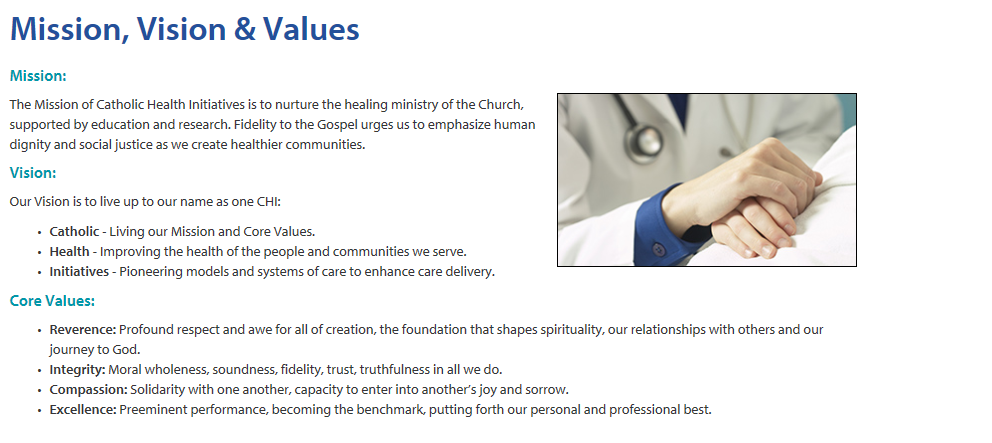 Mission, Vision & Values
Mission:
The Mission of Catholic Health Initiatives is to nurture the healing ministry of the Church,
supported by education and research. Fidelity to the Gospel urges us to emphasize human
dignity and social justice as we create healthier communities.
Vision:
Our Vision is to live up to our name as one CHI:
• Catholic - Living our Mission and Core Values.
• Health - Improving the health of the people and communities we serve.
• Initiatives - Pioneering models and systems of care to enhance care delivery.
Core Values:
• Reverence: Profound respect and awe for all of creation, the foundation that shapes spirituality, our relationships with others and our
journey to God.
• Integrity: Moral wholeness, soundness, fidelity, trust, truthfulness in all we do.
• Compassion: Solidarity with one another, capacity to enter into another's joy and sorrow.
• Excellence: Preeminent performance, becoming the benchmark, putting forth our personal and professional best.